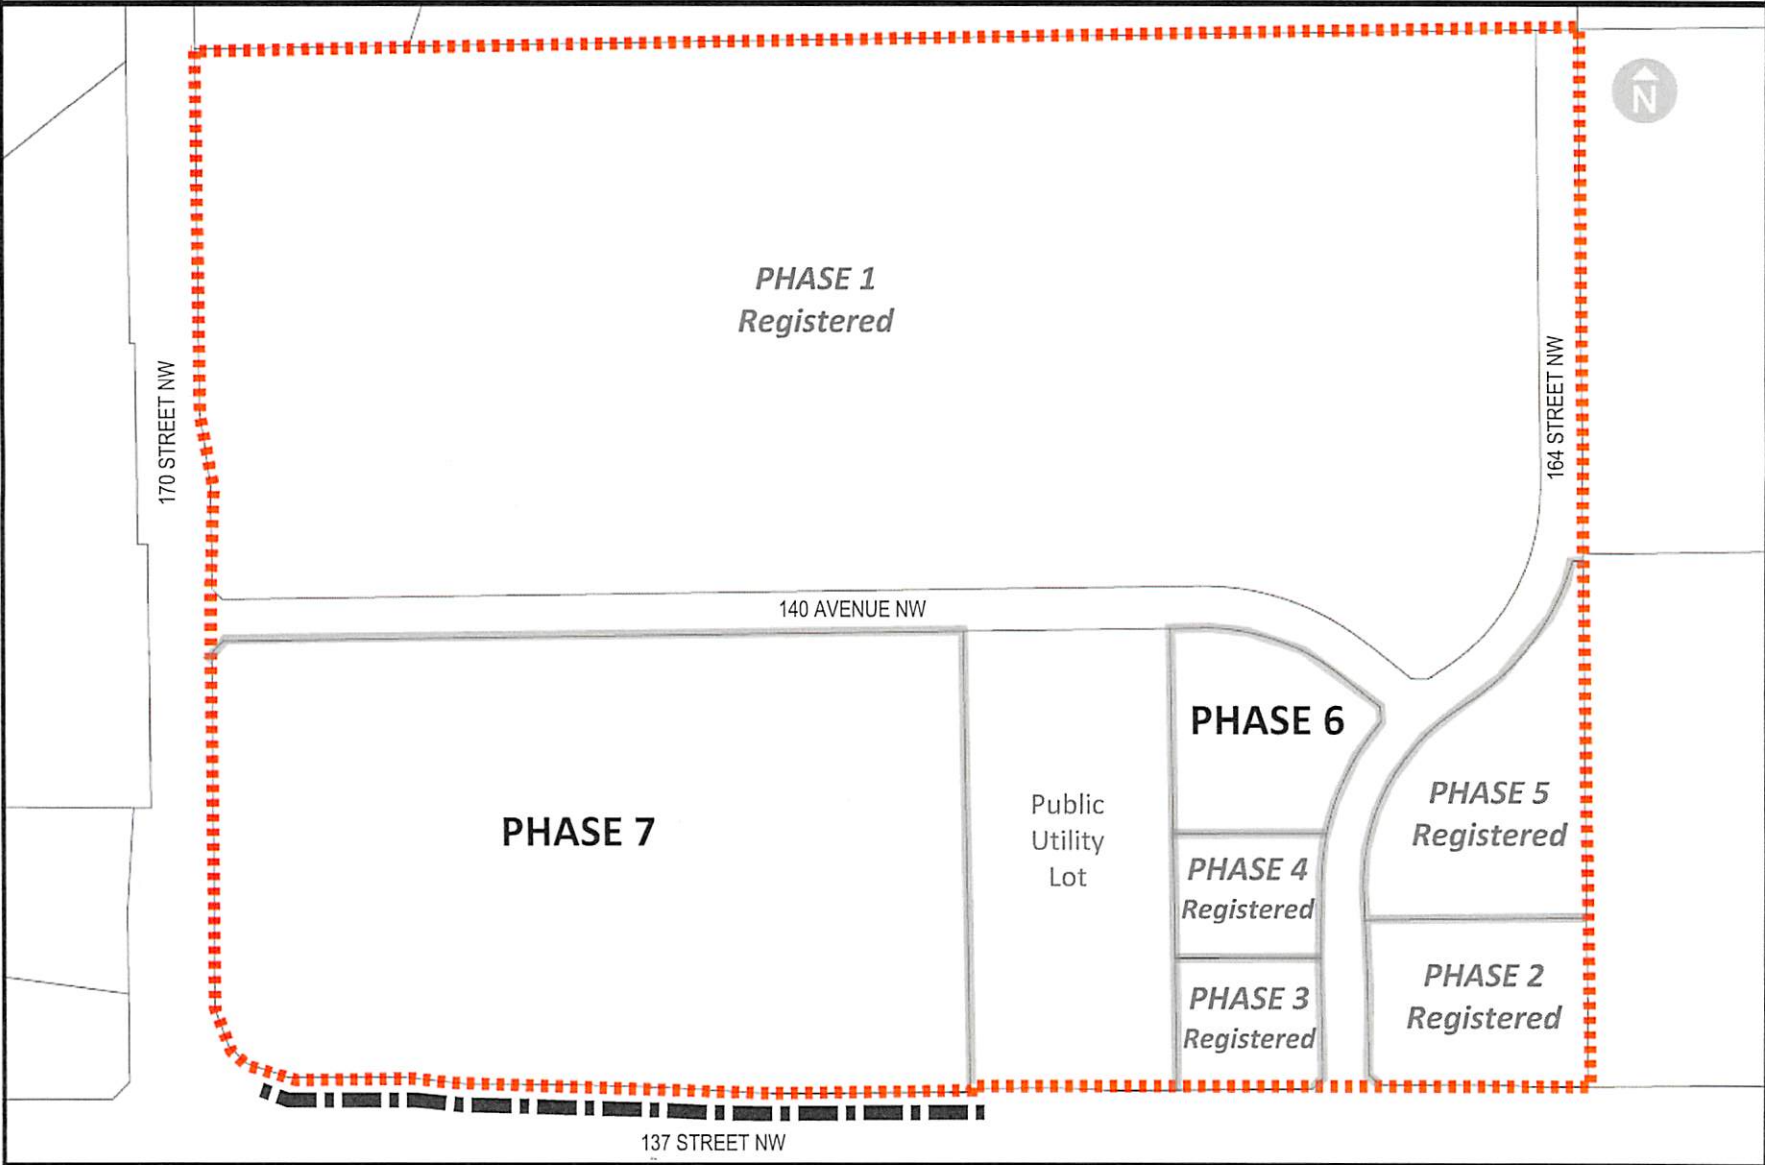 N
PHASE 1
Registered
170 STREET NW
164 STREET NW
140 AVENUE NW
PHASE 6
PHASE 7
Public
Utility
Lot
PHASE 5
Registered
PHASE 4
Registered
PHASE 3
Registered
PHASE 2
Registered
137 STREET NW